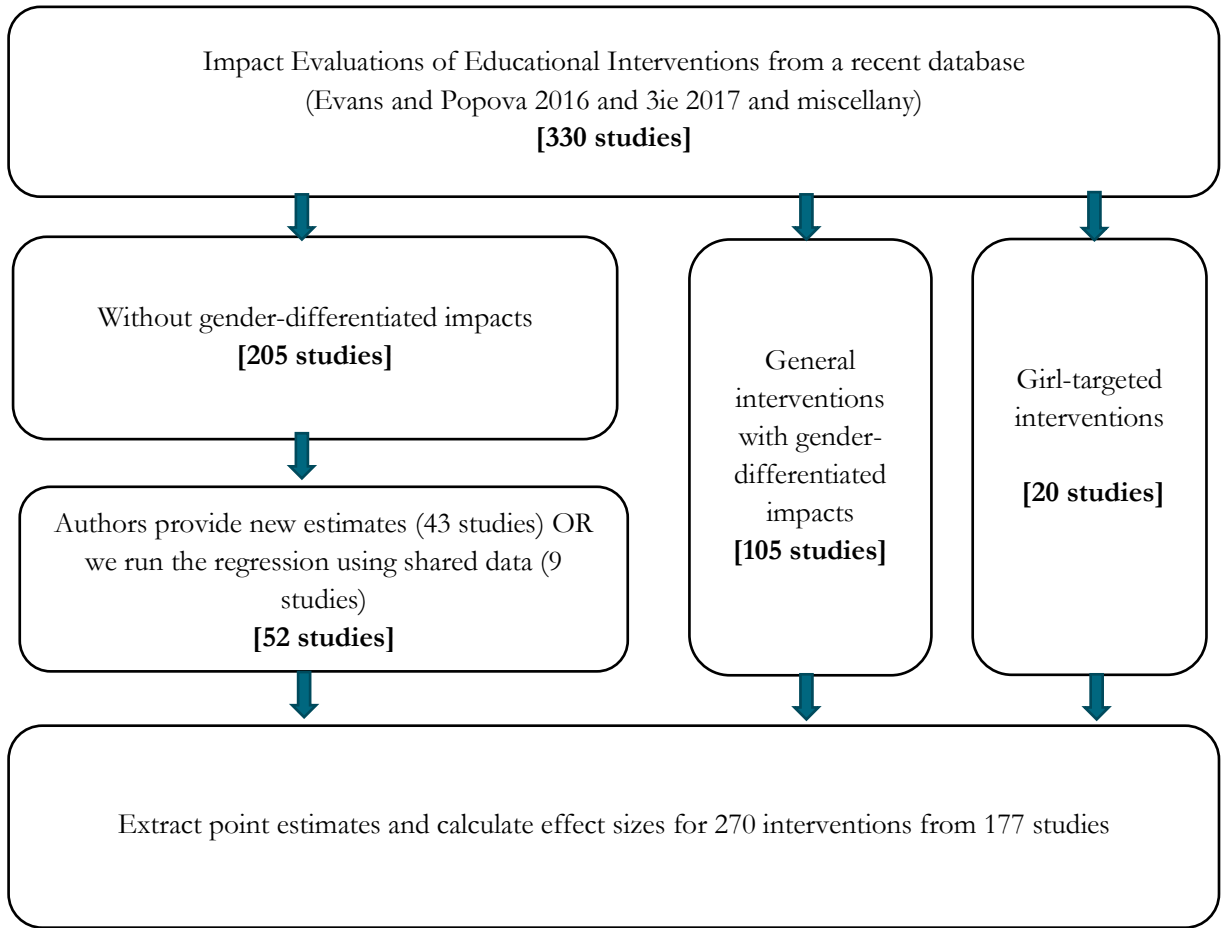 Impact Evaluations of Educational Interventions from a recent database
(Evans and Popova 2016 and 3ie 2017 and miscellany)
[330 studies]
Without gender-differentiated impacts
[205 studies]
Authors provide new estimates (43 studies) OR
we run the regression using shared data (9
studies)
[52 studies]
General
interventions
with gender-
differentiated
impacts
[105 studies]
Girl-targeted
interventions
[20 studies]
Extract point estimates and calculate effect sizes for 270 interventions from 177 studies